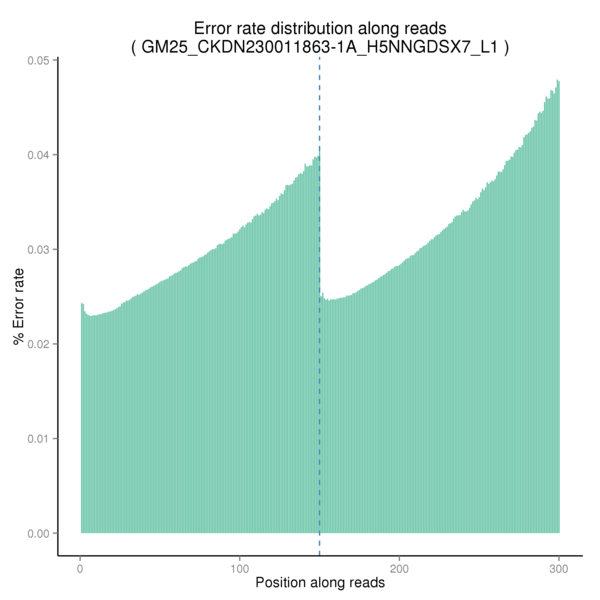 Error rate distribution along reads
( GM25_CKDN230011863-1A_H5NNGDSX7_L1 )
% Error rate
0.05
0.04
0.03
0.02
0.01
0.00
0 100 200 300
Position along reads